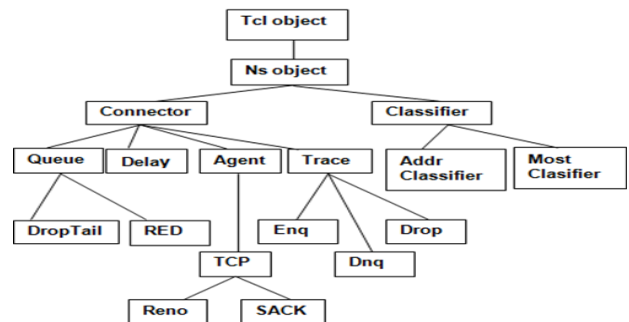 Tcl object
Ns object
Connector
Classifier
Queue
Delay
Agent
Trace
Addr
Classifier
Most
Clasifier
DropTail
RED
Enq
Drop
TCP
Dnq
Reno
SACK